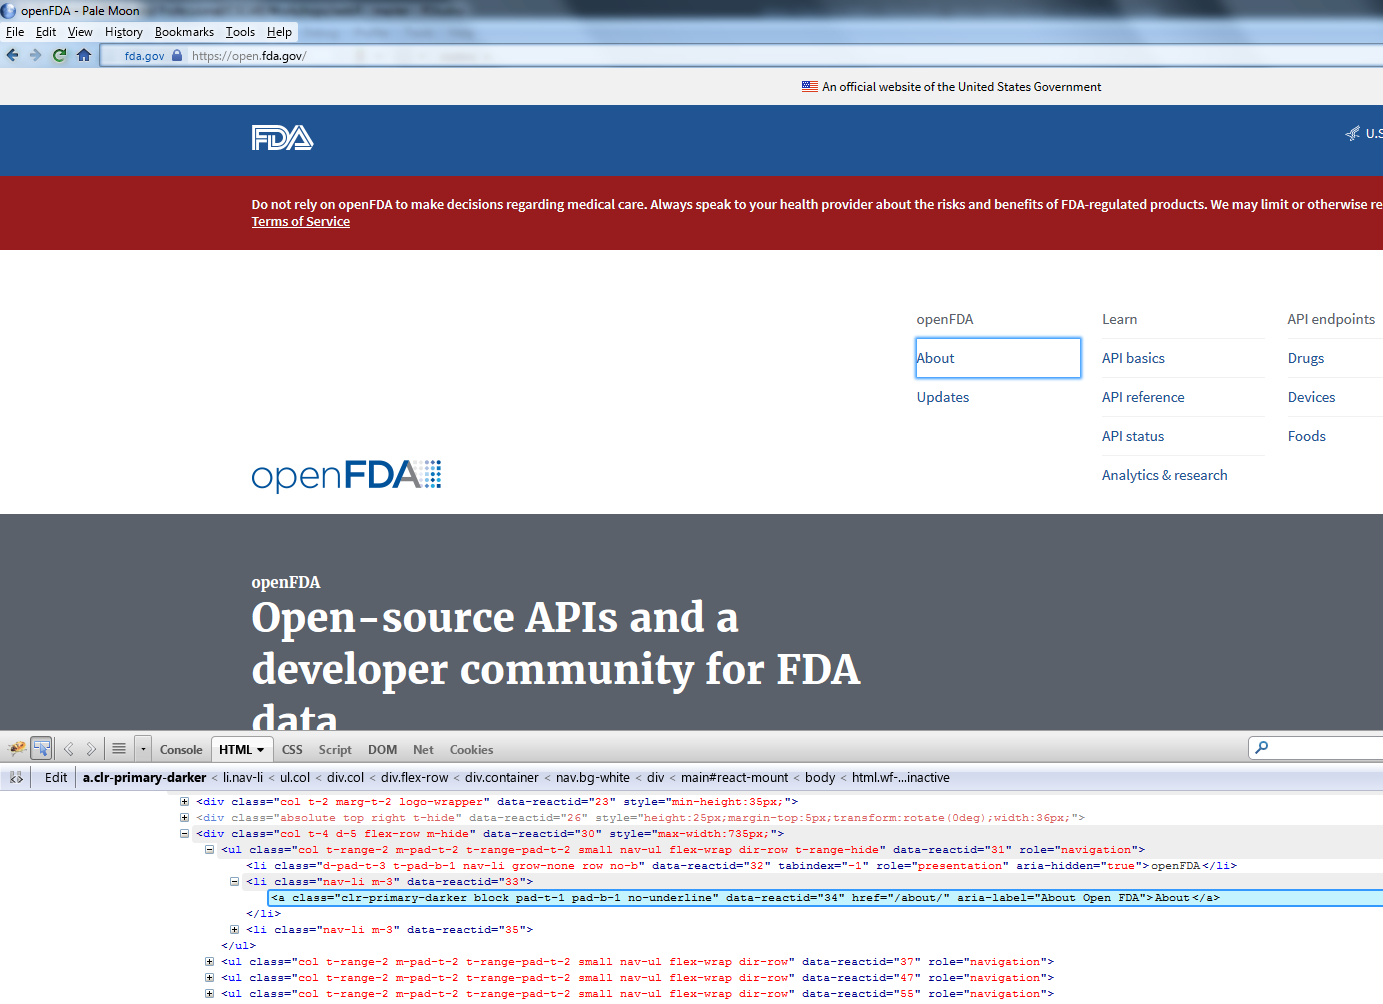 openFDA - Pale Moon
File Edit View History Bookmarks Tools Help
fda.gov https://open.fda.gov/
An official website of the United States Government
FDA
U.S
Do not rely on openFDA to make decisions regarding medical care. Always speak to your health provider about the risks and benefits of FDA-regulated products. We may limit or otherwise re
Terms of Service
openFDA Learn API endpoints
About API basics Drugs
Updates API reference Devices
API status Foods
openFDA Analytics & research
openFDA
Open-source APIs and a
developer community for FDA
data
Console HTML CSS Script DOM Net Cookies
Edit a.clr-primary-darker < li.nav-li < ul.col < div.col < div.flex-row < div.container < nav.bg-white < div < main#react-mount < body < html.wf-...inactive
<div class="col t-2 marg-t-2 logo-wrapper" data-reactid="23" style="min-height:35px;">
<div class="absolute top right t-hide" data-reactid="26" style="height:25px;margin-top:5px;transform:rotate(0deg);width:36px;">
<div class="col t-4 d-5 flex-row m-hide" data-reactid="30" style="max-width:735px;">
<ul class="col t-range-2 m-pad-t-2 t-range-pad-t-2 small nav-ul flex-wrap dir-row t-range-hide" data-reactid="31" role="navigation">
<li class="d-pad-t-3 t-pad-b-1 nav-li grow-none row no-b" data-reactid="32" tabindex="-1" role="presentation" aria-hidden="true">openFDA</li>
<li class="nav-li m-3" data-reactid="33">
<a class="clr-primary-darker block pad-t-1 pad-b-1 no-underline" data-reactid="34" href="/about/" aria-label="About Open FDA">About</a>
</li>
<li class="nav-li m-3" data-reactid="35">
</ul>
<ul class="col t-range-2 m-pad-t-2 t-range-pad-t-2 small nav-ul flex-wrap dir-row" data-reactid="37" role="navigation">
<ul class="col t-range-2 m-pad-t-2 t-range-pad-t-2 small nav-ul flex-wrap dir-row" data-reactid="47" role="navigation">
<ul class="col t-range-2 m-pad-t-2 t-range-pad-t-2 small nav-ul flex-wrap dir-row" data-reactid="55" role="navigation">